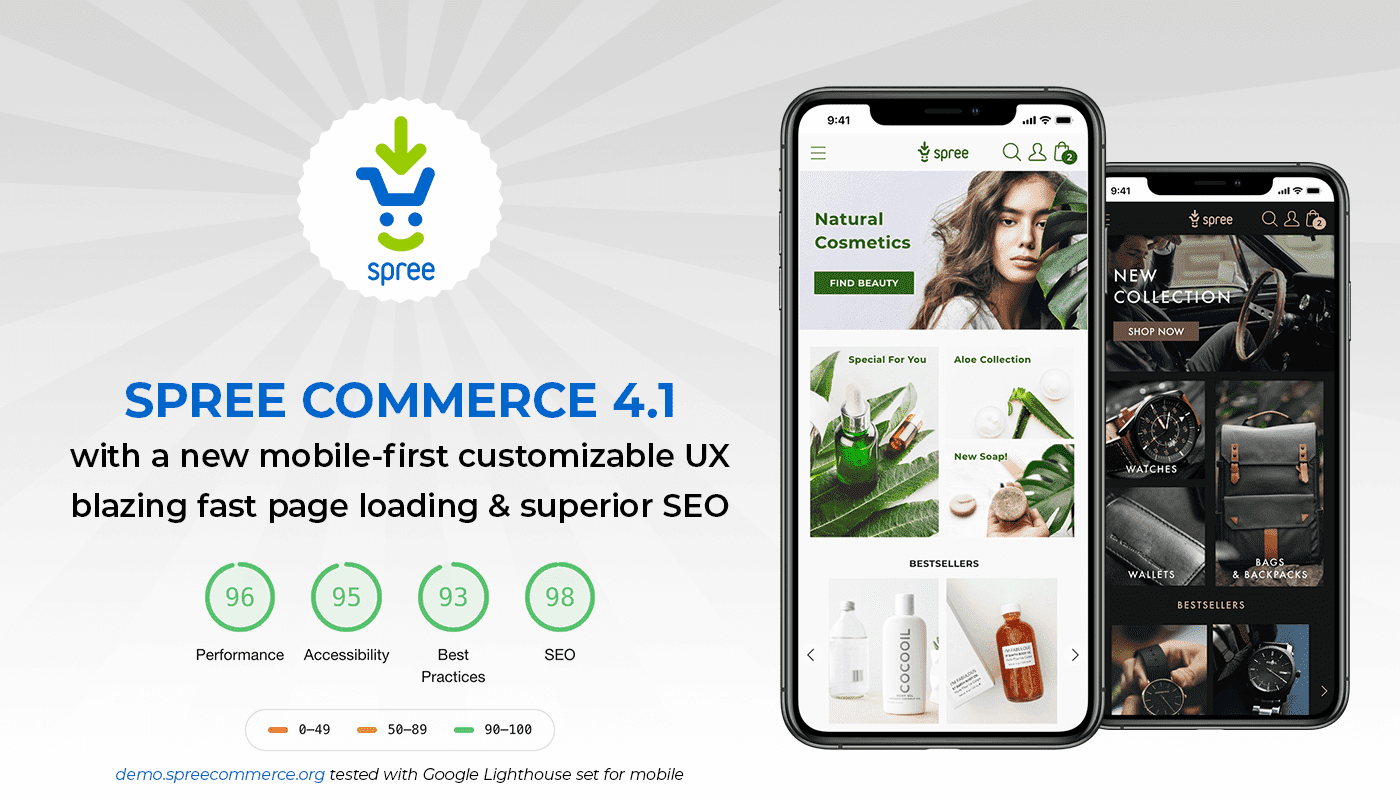 spree
SPREE COMMERCE 4.1
with a new mobile-first customizable UX
blazing fast page loading & superior SEO
96
95
93
98
Performance
Accessibility
Best
Practices
SEO
0–49
50–89
90–100
demo.spreecommerce.org tested with Google Lighthouse set for mobile
9:41
spree
2
Natural
Cosmetics
FIND BEAUTY
Special For You
Aloe Collection
New Soap!
BESTSELLERS
COCOOIL
I'M FABULOUS
9:41
spree
2
NEW
COLLECTION
SHOP NOW
WATCHES
WALLETS
BAGS
& BACKPACKS
BESTSELLERS